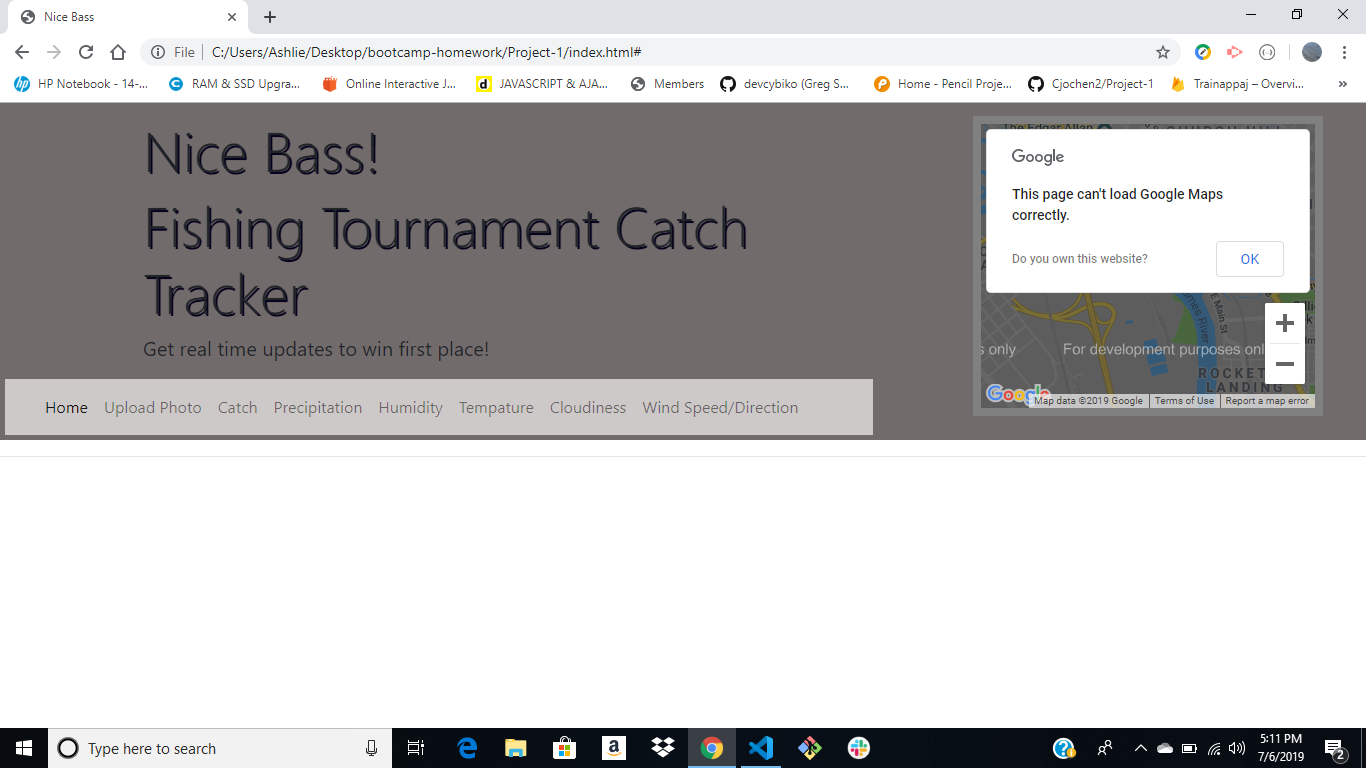 Nice Bass
File
C:/Users/Ashlie/Desktop/bootcamp-homework/Project-1/index.html#
HP Notebook - 14-...
RAM & SSD Upgra...
Online Interactive J...
JAVASCRIPT & AJA...
Members
devcybiko (Greg S...
Home - Pencil Proje...
Cjochen2/Project-1
Trainappaj – Overvi...
»
Nice Bass!
Fishing Tournament Catch
Tracker
Get real time updates to win first place!
Home
Upload Photo
Catch
Precipitation
Humidity
Tempature
Cloudiness
Wind Speed/Direction
The Edgar Allan
Google
This page can't load Google Maps
correctly.
Do you own this website?
OK
E Main St
s only
For development purposes onl
ROCKET
LANDING
Google
Map data ©2019 Google
Terms of Use
Report a map error
Type here to search
5:11 PM
7/6/2019
2